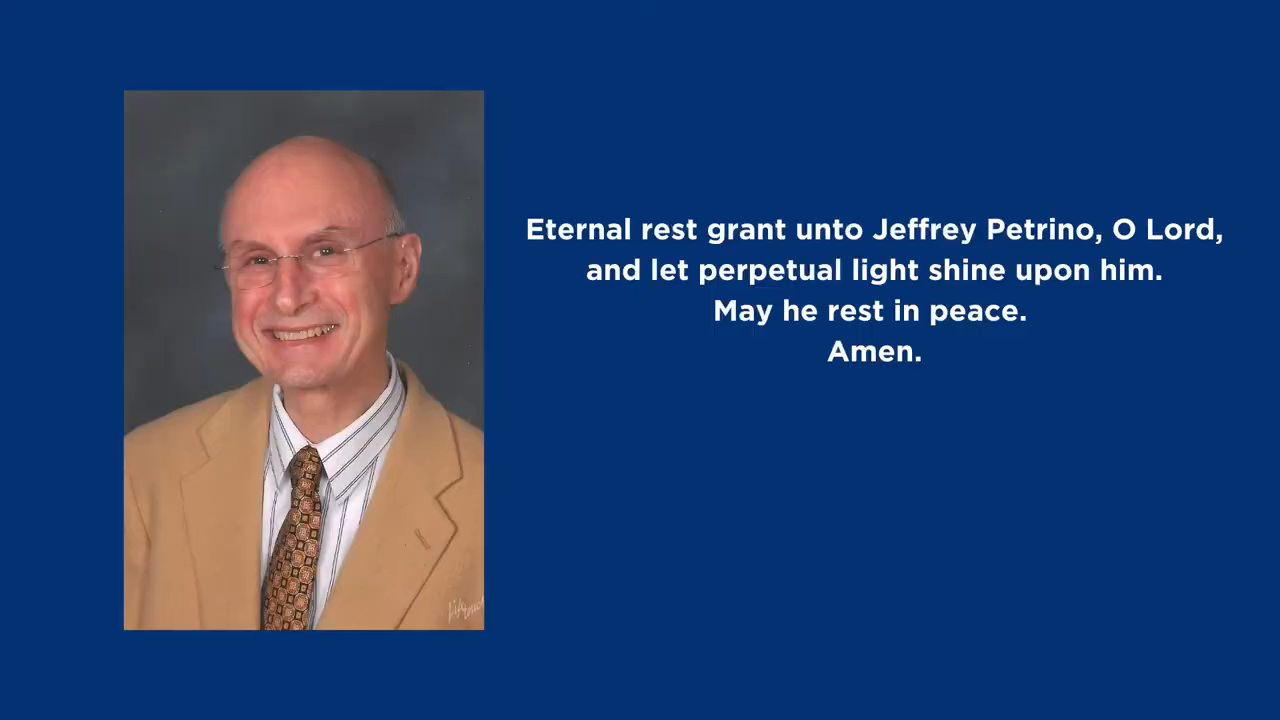 Eternal rest grant unto Jeffrey Petrino, O Lord,
and let perpetual light shine upon him.
May he rest in peace.
Amen.